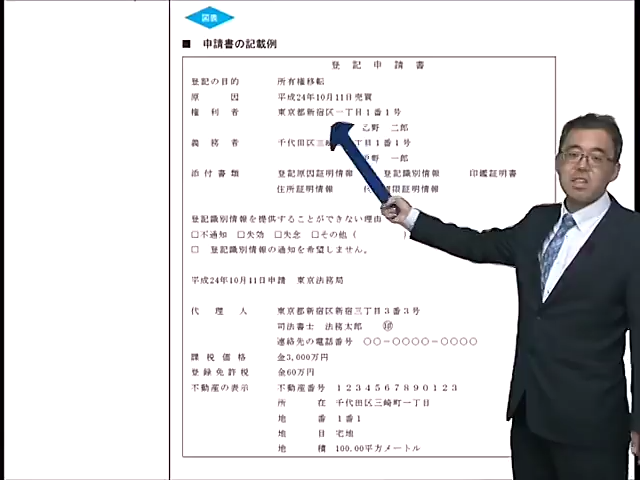 図表
■ 申請書の記載例
登記申請書
登記の目的 所有権移転
原因 平成24年10月11日売買
権利者 東京都新宿区一丁目1番1号
乙野 二郎
義務者 千代田区三崎 丁目1番1号
野 一郎
添付書類 登記原因証明情報 登記識別情報 印鑑証明書
住所証明情報 権限証明情報
登記識別情報を提供することができない理由
□不通知 □失効 □失念 □その他( )
□ 登記識別情報の通知を希望しません。
平成24年10月11日申請 東京法務局
代理人 東京都新宿区新宿三丁目3番3号
司法書士 法務太郎 ㊞
連絡先の電話番号 ○○-○○○○-○○○○
課税価格 金3,000万円
登録免許税 金60万円
不動産の表示 不動産番号 1234567890123
所在 千代田区三崎町一丁目
地番 1番1
地目 宅地
地積 100.00平方メートル